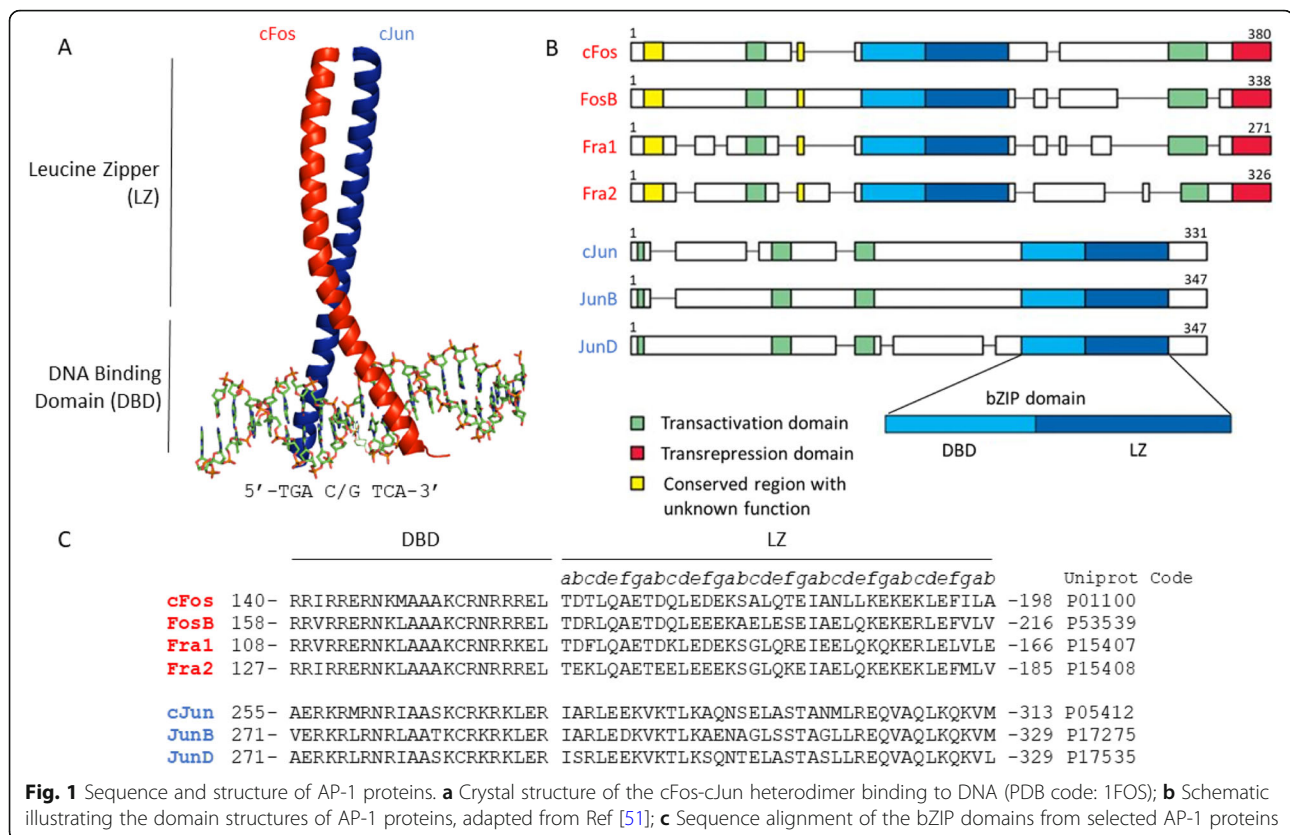 A
cFos cJun
Leucine Zipper
(LZ)
DNA Binding
Domain (DBD)
5′-TGA C/G TCA-3′
B
1 380
cFos
1 338
FosB
1 271
Fra1
1 326
Fra2
1 331
cJun
1 347
JunB
1 347
JunD
bZIP domain
DBD LZ
Transactivation domain
Transrepression domain
Conserved region with
unknown function
C
DBD LZ
abcdefgabcdefgabcdefgabcdefgabcdefgab Uniprot Code
cFos 140- RRIRRERNKMAAAKCRNRRREL TDTLQAETDQLEDEKSALQTEIANLLKEKEKLEFILA -198 P01100
FosB 158- RRVRRERNKLAAAKCRNRRREL TDRLQAETDQLEEEKAELESEIAELQKEKERLEFVLV -216 P53539
Fra1 108- RRVRRERNKLAAAKCRNRRKEL TDFLQAETDKLEDEKSGLQREIEELQKQKERLELVLE -166 P15407
Fra2 127- RRIRRERNKLAAAKCRNRRREL TEKLQAETEELEEEKSGLQKEIAELQKEKEKLEFMLV -185 P15408
cJun 255- AERKRMRNRIAASKCRKRKLER IARLEEKVKTLKAQNSELASTANMLREQVAQLKQKVM -313 P05412
JunB 271- VERKRLRNRLAATKCRKRKLER IARLEDKVKTLKAENAGLSSTAGLLREQVAQLKQKVM -329 P17275
JunD 271- AERKRLRNRIAASKCRKRKLER ISRLEEKVKTLKSQNTELASTASLLREQVAQLKQKVL -329 P17535
Fig. 1 Sequence and structure of AP-1 proteins. a Crystal structure of the cFos-cJun heterodimer binding to DNA (PDB code: 1FOS); b Schematic
illustrating the domain structures of AP-1 proteins, adapted from Ref [51]; c Sequence alignment of the bZIP domains from selected AP-1 proteins